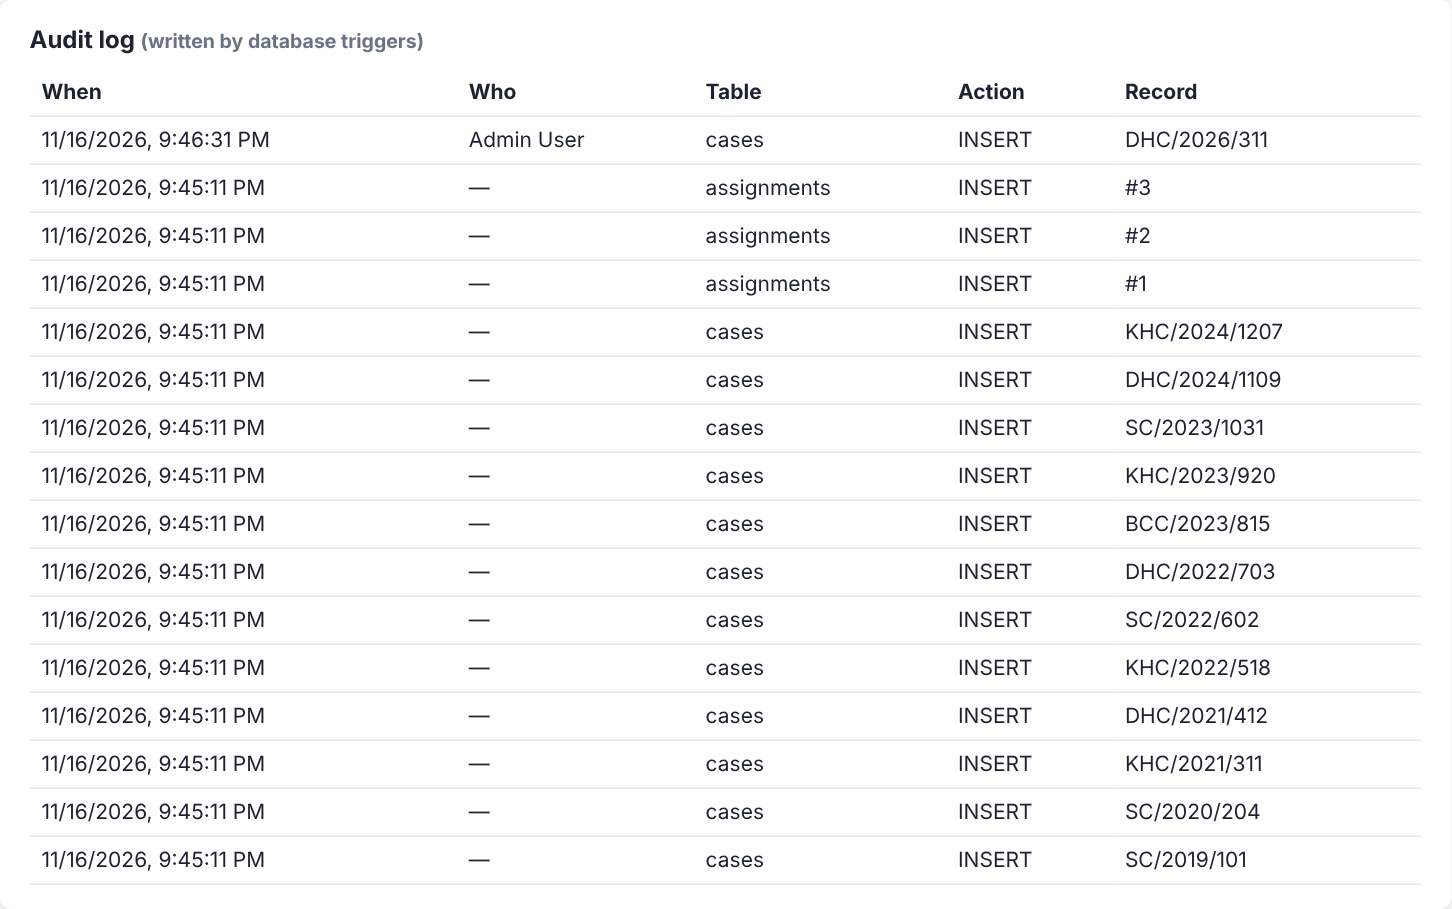 Audit log (written by database triggers)
When Who Table Action Record
11/16/2026, 9:46:31 PM Admin User cases INSERT DHC/2026/311
11/16/2026, 9:45:11 PM — assignments INSERT #3
11/16/2026, 9:45:11 PM — assignments INSERT #2
11/16/2026, 9:45:11 PM — assignments INSERT #1
11/16/2026, 9:45:11 PM — cases INSERT KHC/2024/1207
11/16/2026, 9:45:11 PM — cases INSERT DHC/2024/1109
11/16/2026, 9:45:11 PM — cases INSERT SC/2023/1031
11/16/2026, 9:45:11 PM — cases INSERT KHC/2023/920
11/16/2026, 9:45:11 PM — cases INSERT BCC/2023/815
11/16/2026, 9:45:11 PM — cases INSERT DHC/2022/703
11/16/2026, 9:45:11 PM — cases INSERT SC/2022/602
11/16/2026, 9:45:11 PM — cases INSERT KHC/2022/518
11/16/2026, 9:45:11 PM — cases INSERT DHC/2021/412
11/16/2026, 9:45:11 PM — cases INSERT KHC/2021/311
11/16/2026, 9:45:11 PM — cases INSERT SC/2020/204
11/16/2026, 9:45:11 PM — cases INSERT SC/2019/101